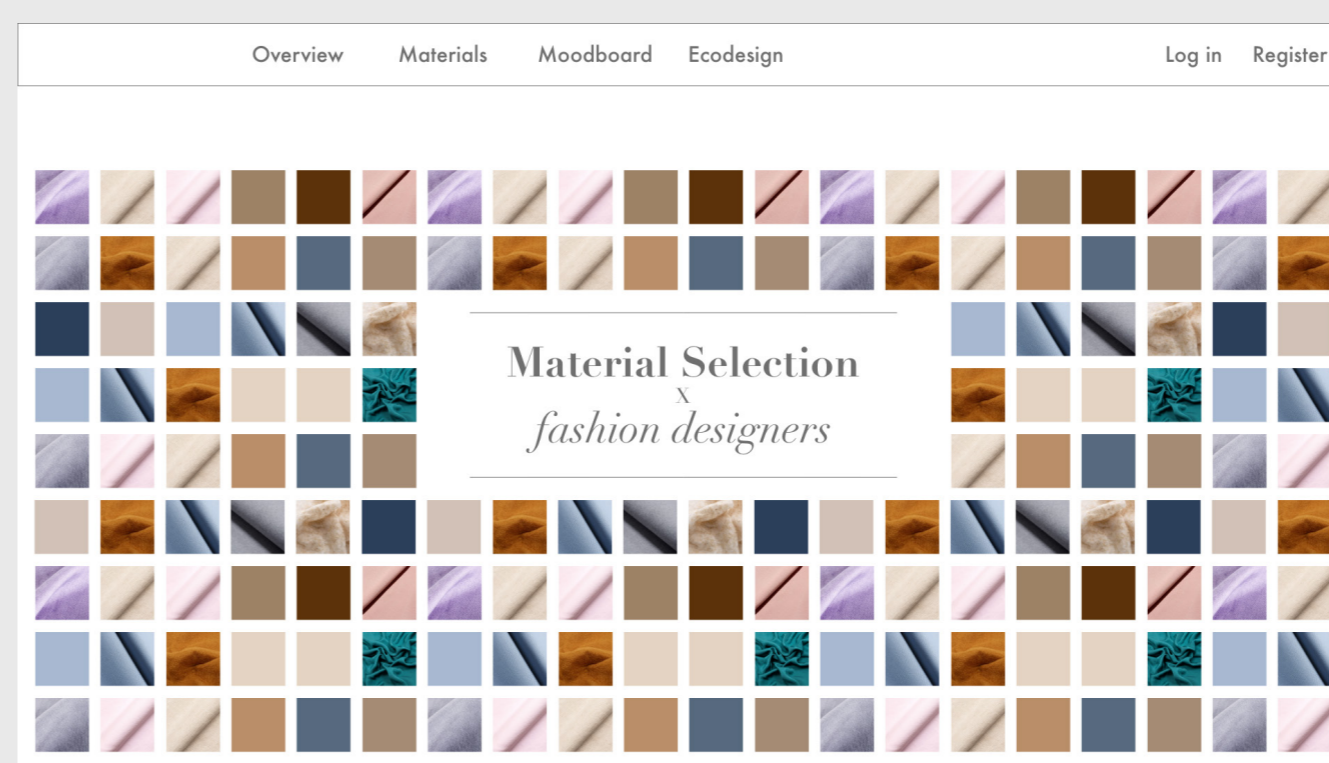 Overview Materials Moodboard Ecodesign Log in Register
Material Selection
X
fashion designers